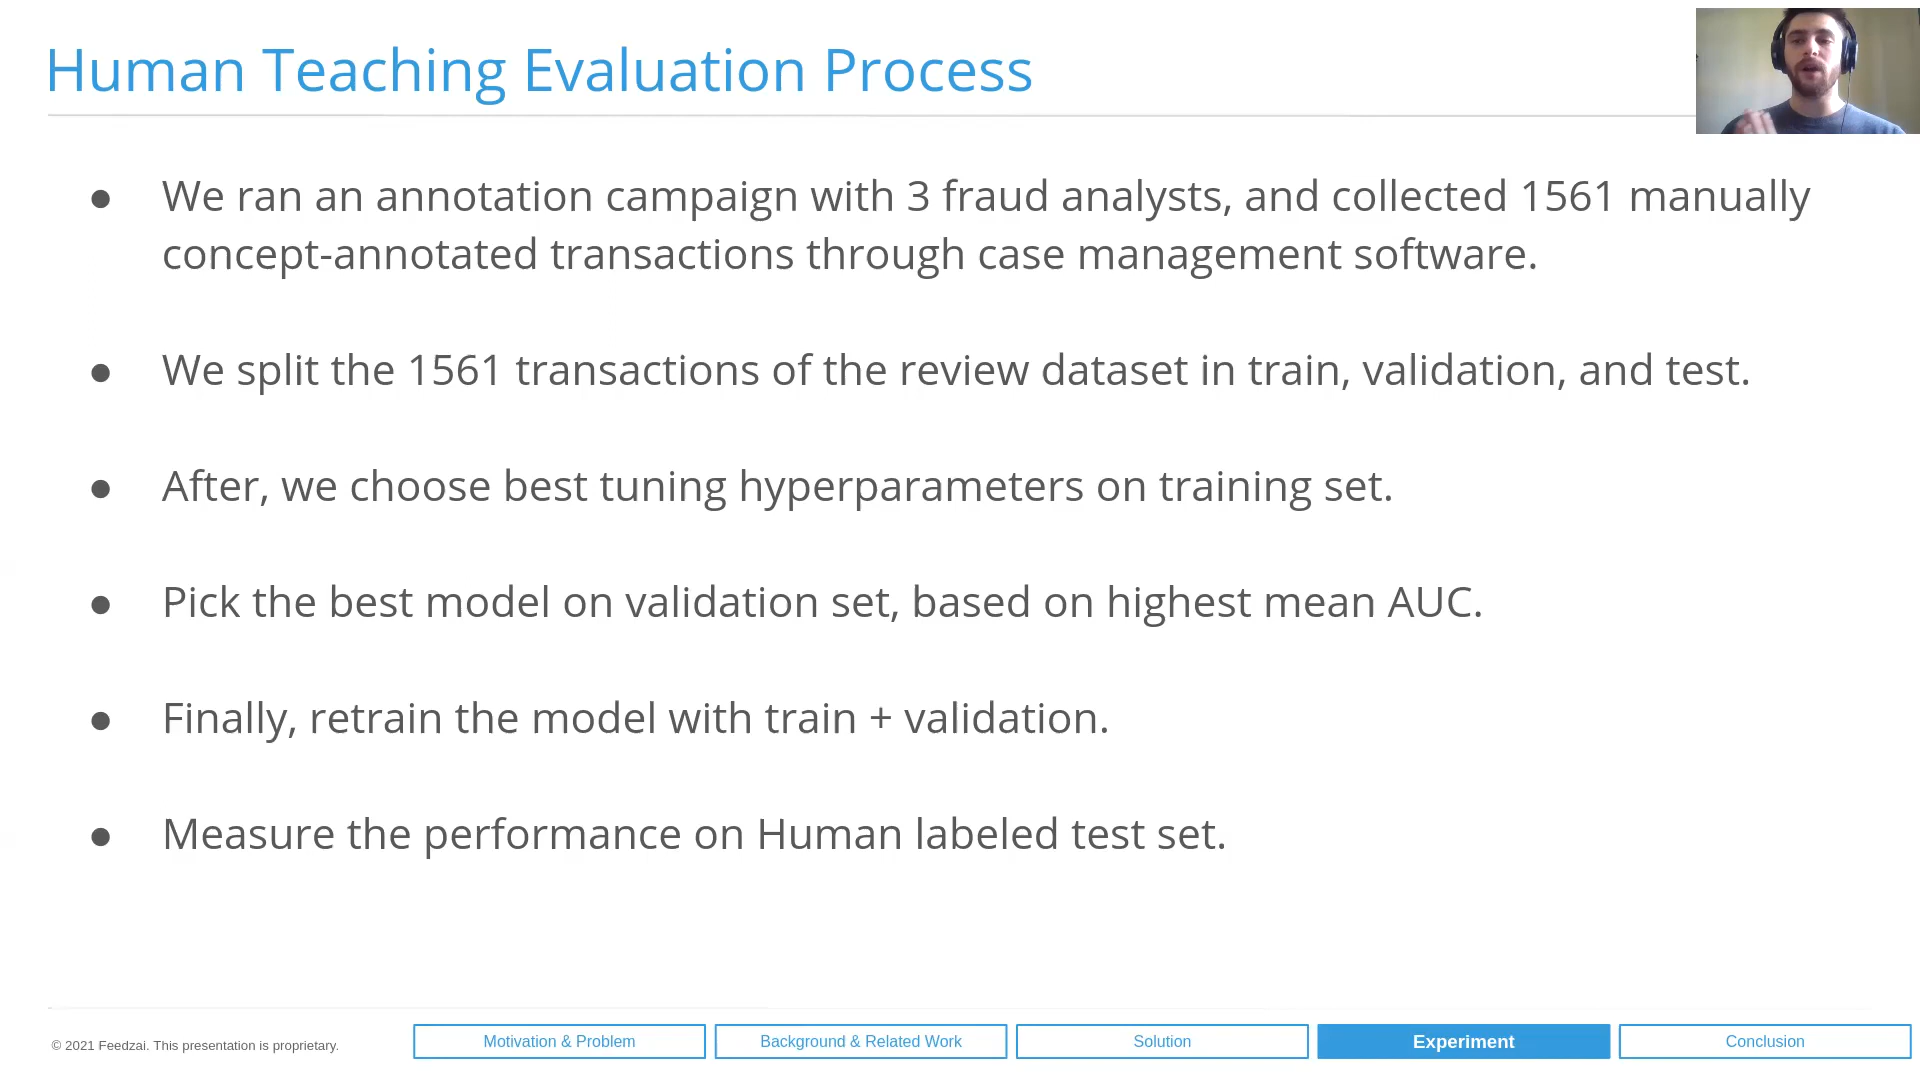 Human Teaching Evaluation Process
● We ran an annotation campaign with 3 fraud analysts, and collected 1561 manually
concept-annotated transactions through case management software.
● We split the 1561 transactions of the review dataset in train, validation, and test.
● After, we choose best tuning hyperparameters on training set.
● Pick the best model on validation set, based on highest mean AUC.
● Finally, retrain the model with train + validation.
● Measure the performance on Human labeled test set.
© 2021 Feedzai. This presentation is proprietary.
Motivation & Problem
Background & Related Work
Solution
Experiment
Conclusion